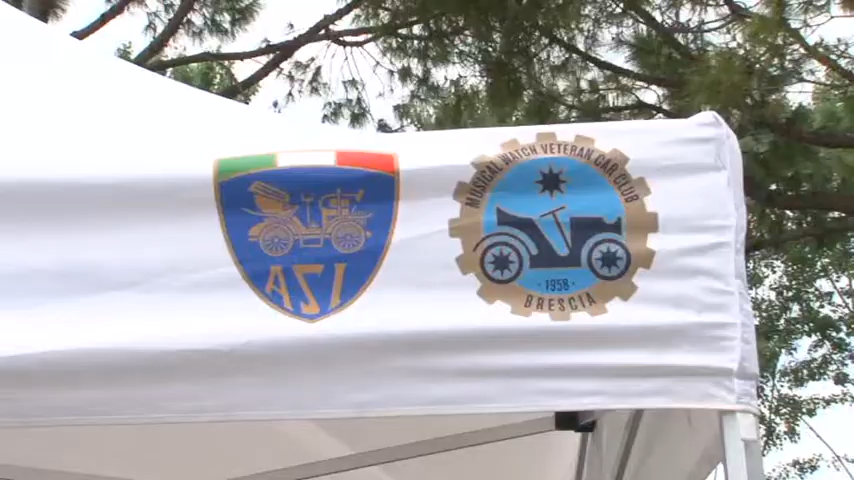 ASI
MUSICAL WATCH VETERAN CAR CLUB
· 1958 ·
BRESCIA